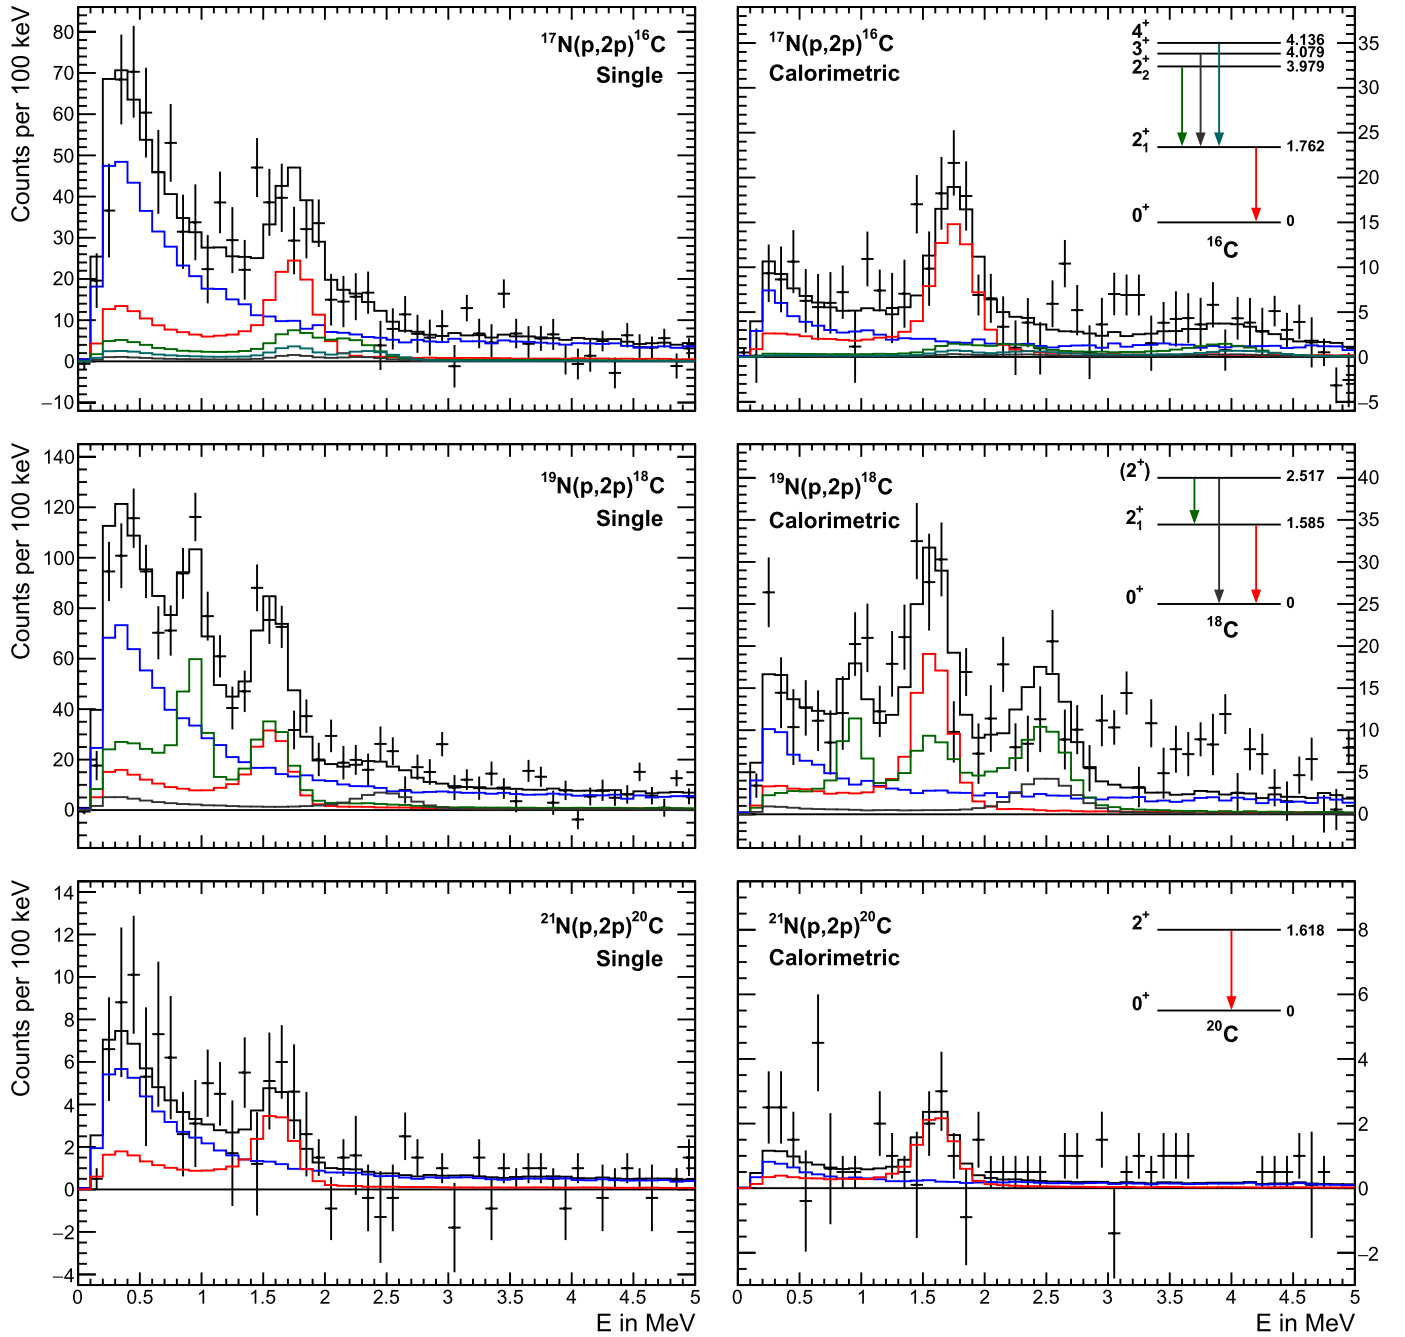 Counts per 100 keV
80
70
60
50
40
30
20
10
0
−10
¹⁷N(p,2p)¹⁶C
Single
¹⁷N(p,2p)¹⁶C
Calorimetric
4⁺ 4.136
3⁺ 4.079
2₂⁺ 3.979
2₁⁺ 1.762
0⁺ 0
¹⁶C
35
30
25
20
15
10
5
0
−5
Counts per 100 keV
140
120
100
80
60
40
20
0
¹⁹N(p,2p)¹⁸C
Single
¹⁹N(p,2p)¹⁸C
Calorimetric
(2⁺) 2.517
2₁⁺ 1.585
0⁺ 0
¹⁸C
40
35
30
25
20
15
10
5
0
Counts per 100 keV
14
12
10
8
6
4
2
0
−2
−4
²¹N(p,2p)²⁰C
Single
0 0.5 1 1.5 2 2.5 3 3.5 4 4.5 5
E in MeV
²¹N(p,2p)²⁰C
Calorimetric
2⁺ 1.618
0⁺ 0
²⁰C
8
6
4
2
0
−2
0 0.5 1 1.5 2 2.5 3 3.5 4 4.5 5
E in MeV